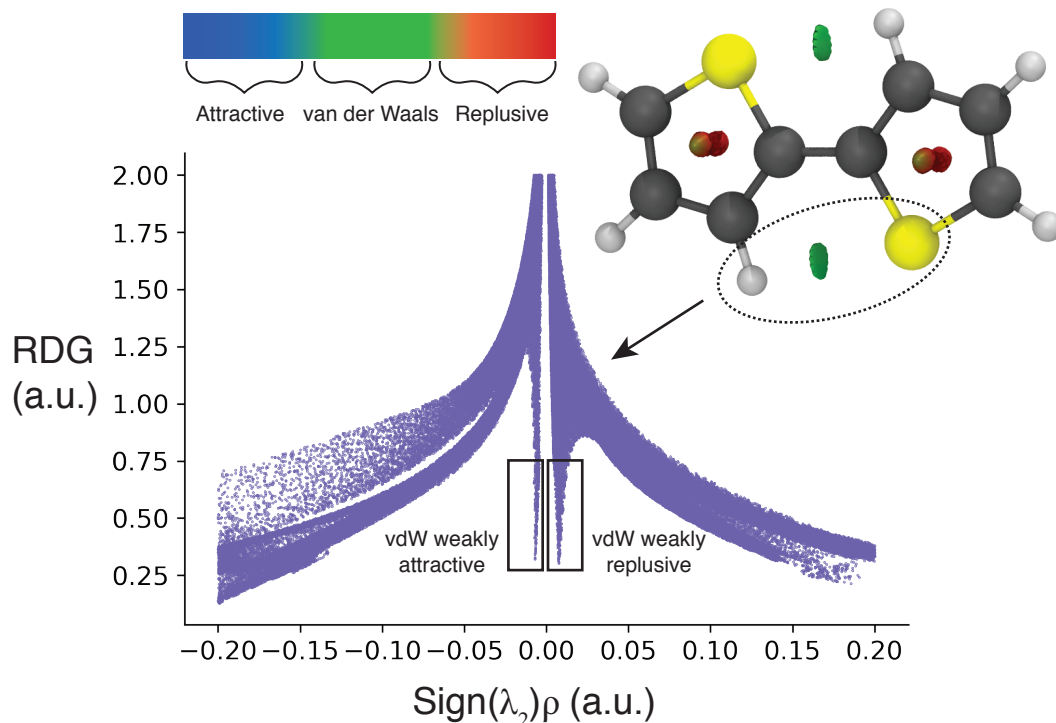 Attractive van der Waals Replusive
2.00
1.75
1.50
1.25
1.00
0.75
0.50
0.25
RDG
(a.u.)
vdW weakly
attractive
vdW weakly
replusive
−0.20 −0.15 −0.10 −0.05 0.00 0.05 0.10 0.15 0.20
Sign(λ₂)ρ (a.u.)